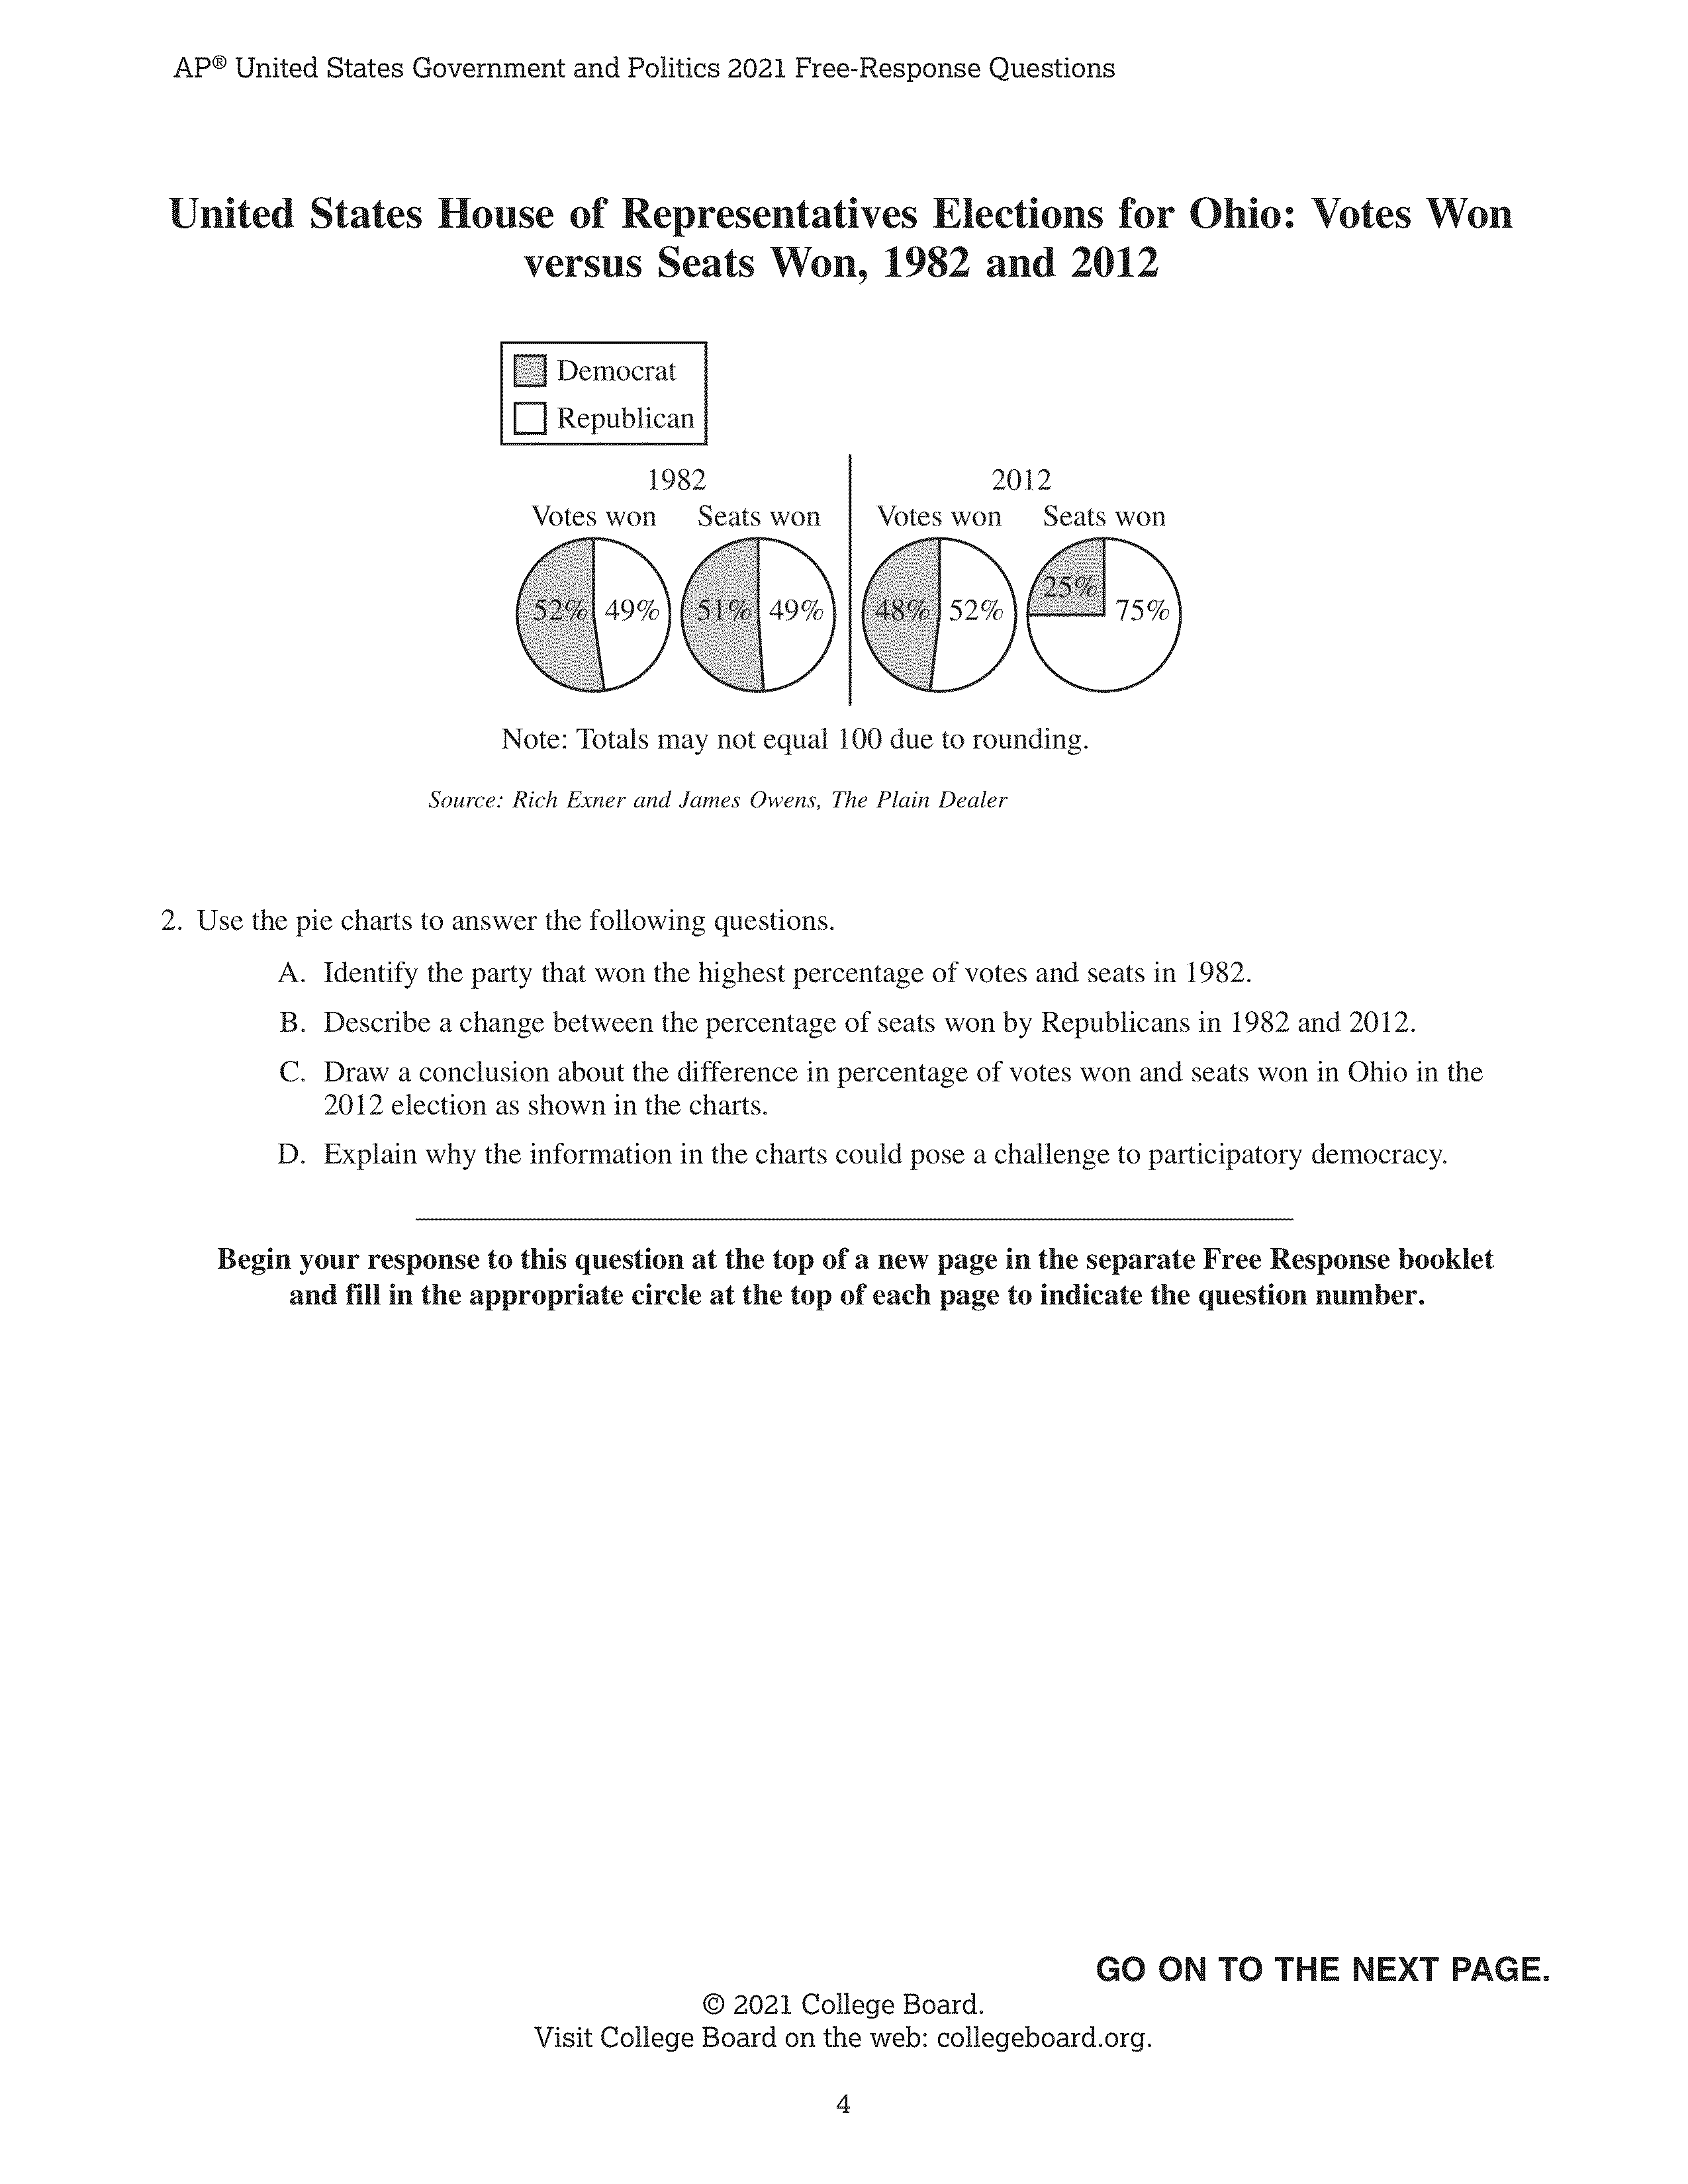 AP® United States Government and Politics 2021 Free-Response Questions
United States House of Representatives Elections for Ohio: Votes Won
versus Seats Won, 1982 and 2012
Democrat
Republican
1982
2012
Votes won
Seats won
Votes won
Seats won
52% 49%
51% 49%
48% 52%
25%
75%
Note: Totals may not equal 100 due to rounding.
Source: Rich Exner and James Owens, The Plain Dealer
2. Use the pie charts to answer the following questions.
A. Identify the party that won the highest percentage of votes and seats in 1982.
B. Describe a change between the percentage of seats won by Republicans in 1982 and 2012.
C. Draw a conclusion about the difference in percentage of votes won and seats won in Ohio in the
2012 election as shown in the charts.
D. Explain why the information in the charts could pose a challenge to participatory democracy.
Begin your response to this question at the top of a new page in the separate Free Response booklet
and fill in the appropriate circle at the top of each page to indicate the question number.
GO ON TO THE NEXT PAGE.
© 2021 College Board.
Visit College Board on the web: collegeboard.org.
4